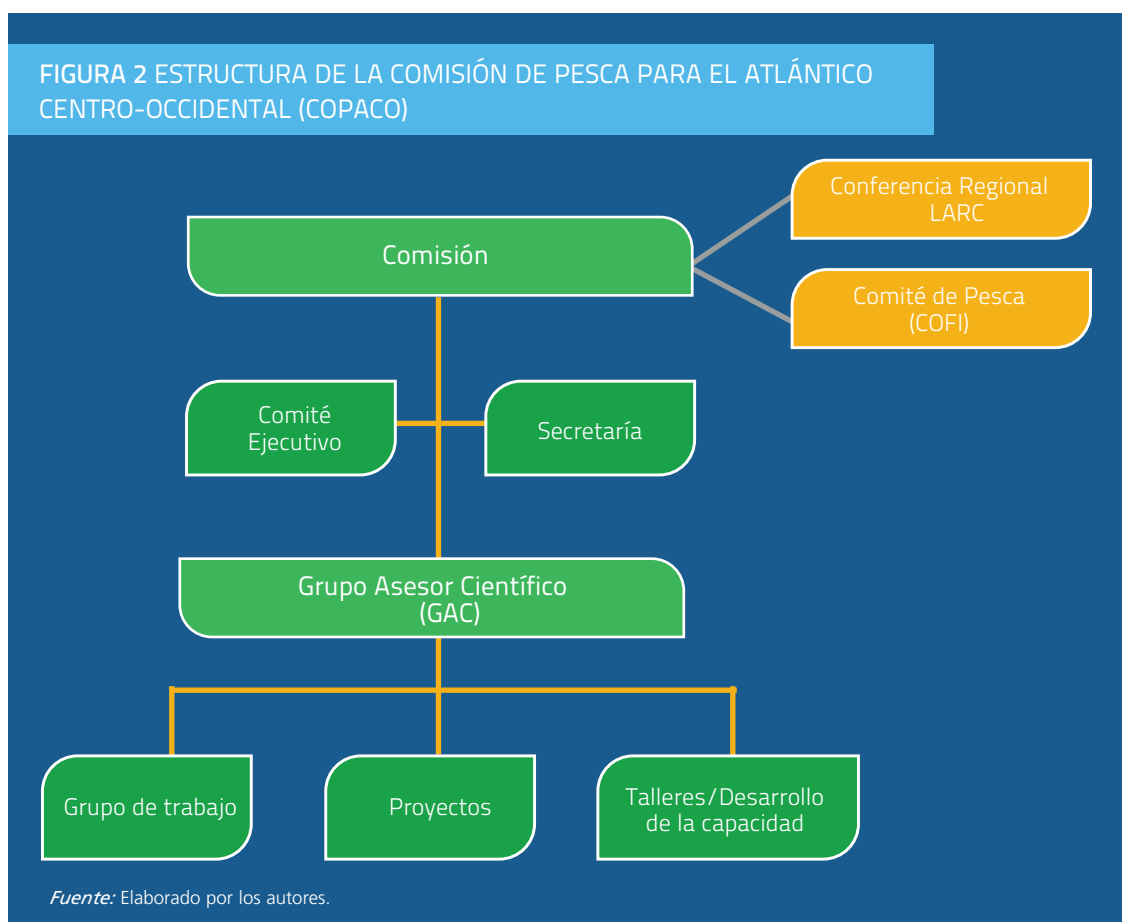 FIGURA 2 ESTRUCTURA DE LA COMISIÓN DE PESCA PARA EL ATLÁNTICO
CENTRO-OCCIDENTAL (COPACO)
Conferencia Regional
LARC
Comisión
Comité de Pesca
(COFI)
Comité
Ejecutivo
Secretaría
Grupo Asesor Científico
(GAC)
Grupo de trabajo
Proyectos
Talleres/Desarrollo
de la capacidad
Fuente: Elaborado por los autores.